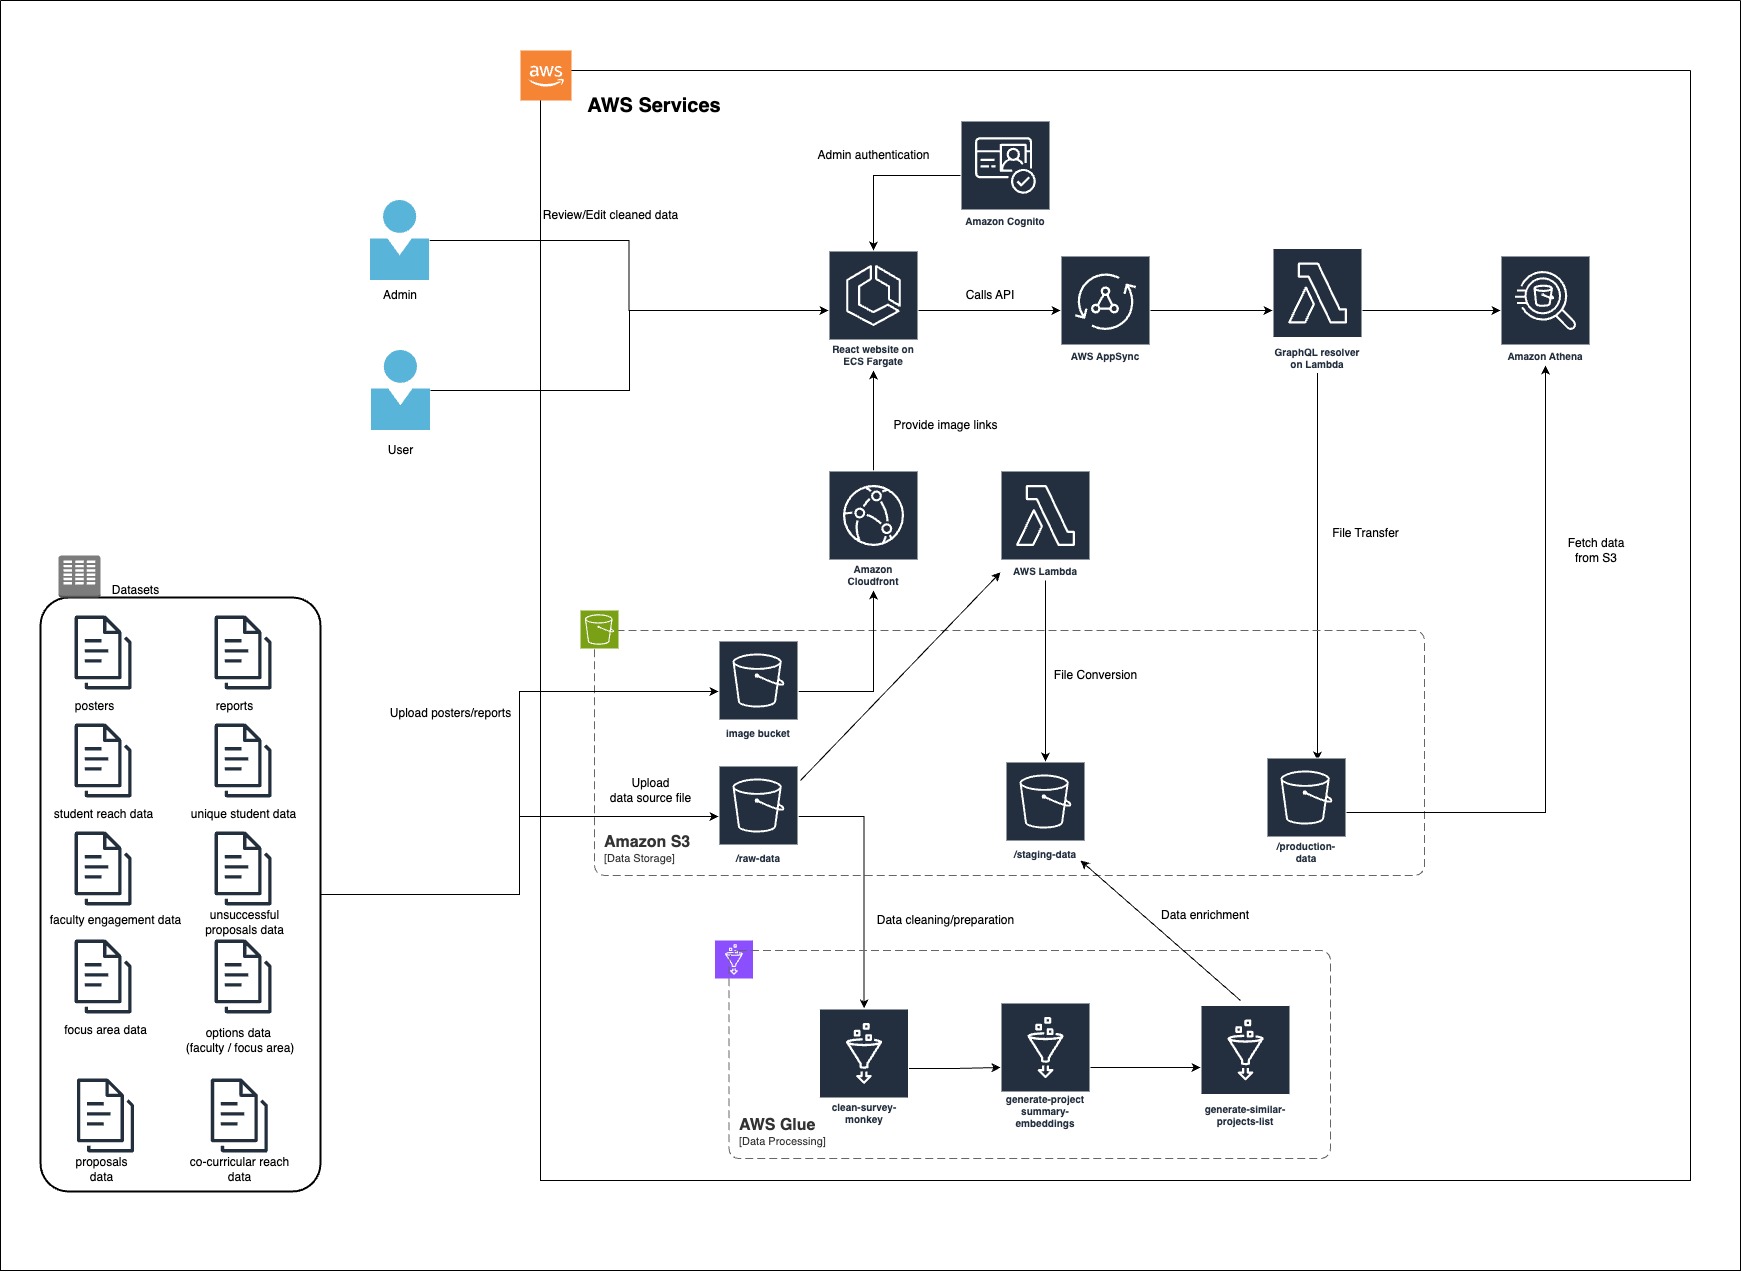 aws
AWS Services
Admin authentication
Amazon Cognito
Review/Edit cleaned data
Admin
React website on
ECS Fargate
Calls API
AWS AppSync
GraphQL resolver
on Lambda
Amazon Athena
User
Provide image links
Amazon
Cloudfront
AWS Lambda
File Transfer
Fetch data
from S3
Datasets
posters
reports
student reach data
unique student data
faculty engagement data
unsuccessful
proposals data
focus area data
options data
(faculty / focus area)
proposals
data
co-curricular reach
data
Upload posters/reports
image bucket
File Conversion
Upload
data source file
Amazon S3
[Data Storage]
/raw-data
/staging-data
/production-
data
Data cleaning/preparation
Data enrichment
clean-survey-
monkey
generate-project
summary-
embeddings
generate-similar-
projects-list
AWS Glue
[Data Processing]